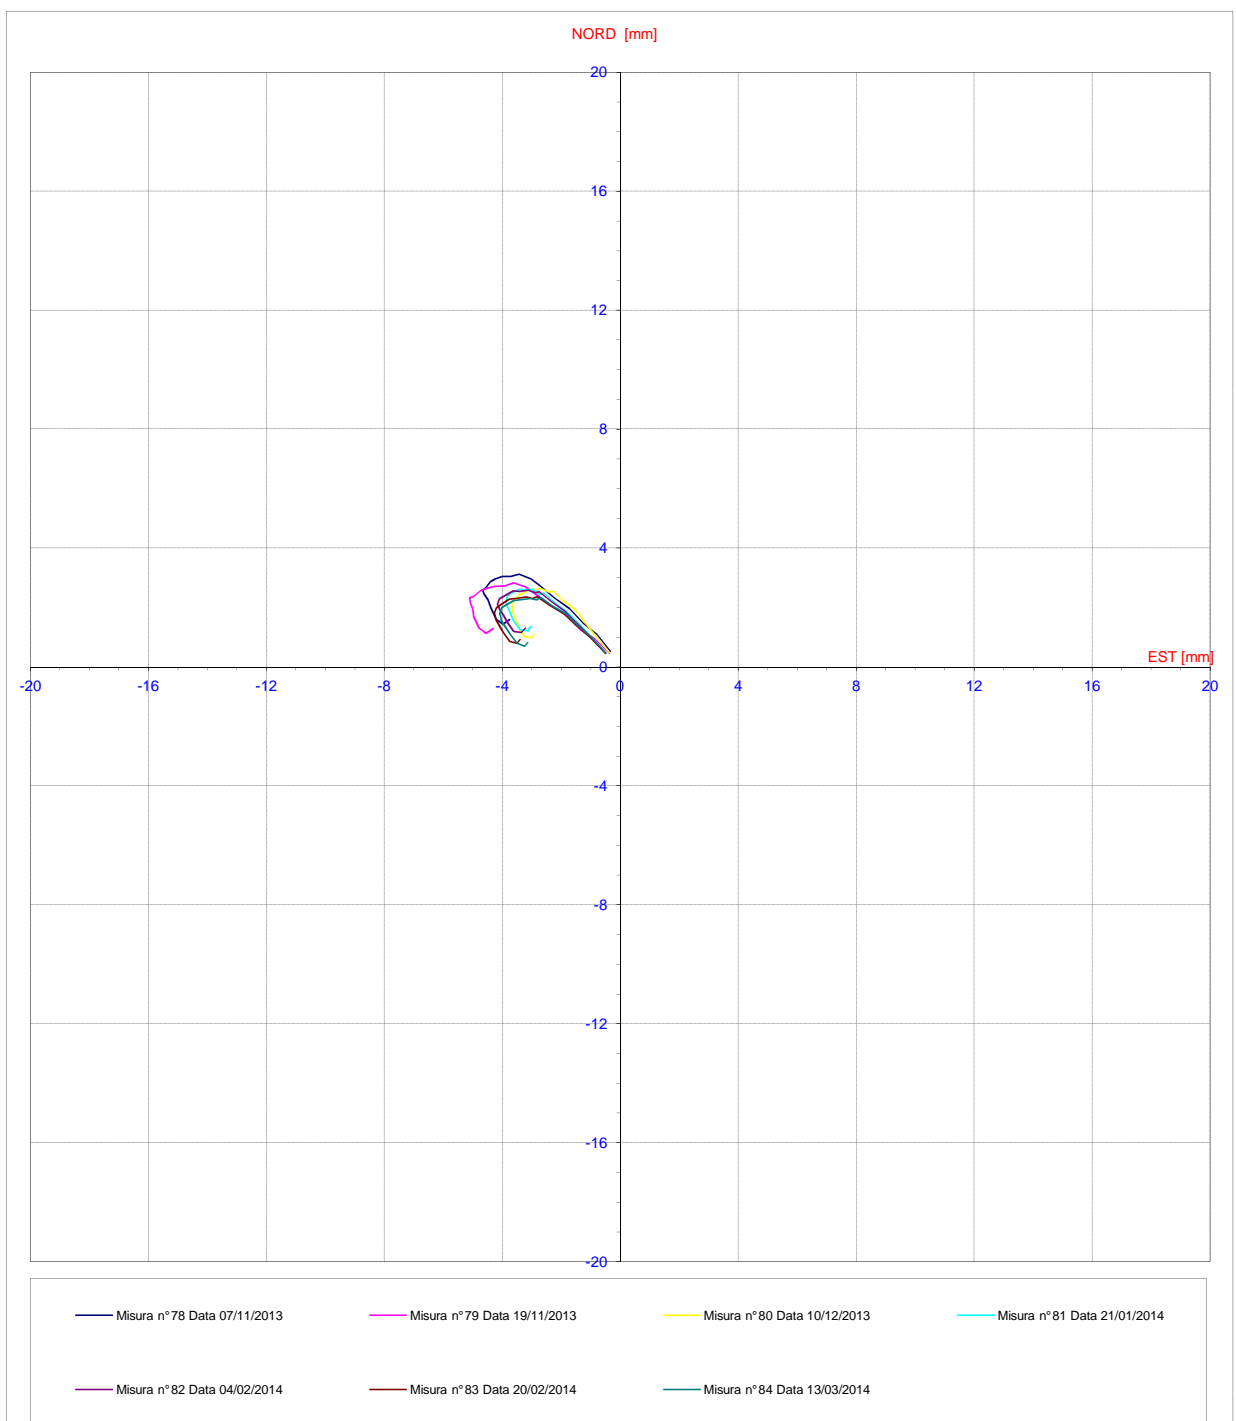 NORD [mm]
20
16
12
8
4
0
EST [mm]
-20 -16 -12 -8 -4 0 4 8 12 16 20
-4
-8
-12
-16
-20
Misura n°78 Data 07/11/2013 Misura n°79 Data 19/11/2013 Misura n°80 Data 10/12/2013 Misura n°81 Data 21/01/2014
Misura n°82 Data 04/02/2014 Misura n°83 Data 20/02/2014 Misura n°84 Data 13/03/2014